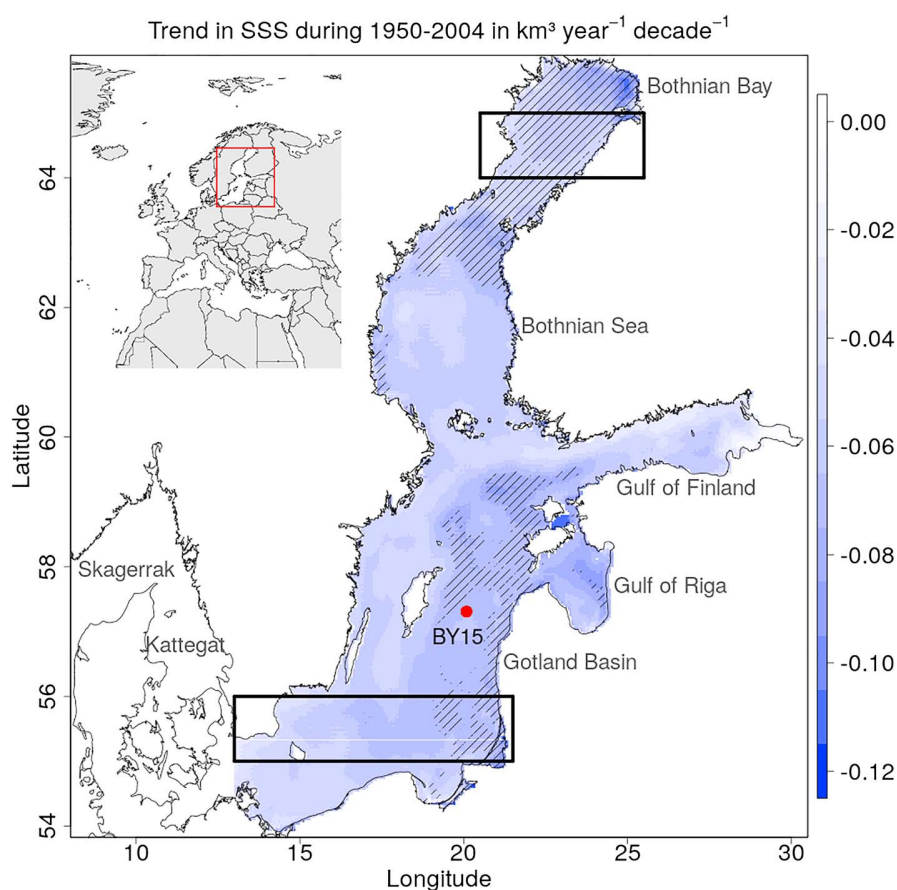 Trend in SSS during 1950-2004 in km³ year⁻¹ decade⁻¹
Bothnian Bay
0.00
64
-0.02
62
Bothnian Sea
-0.04
Latitude
60
-0.06
Gulf of Finland
58
Skagerrak
Gulf of Riga
-0.08
BY15
Kattegat
Gotland Basin
-0.10
56
-0.12
54
10 15 20 25 30
Longitude